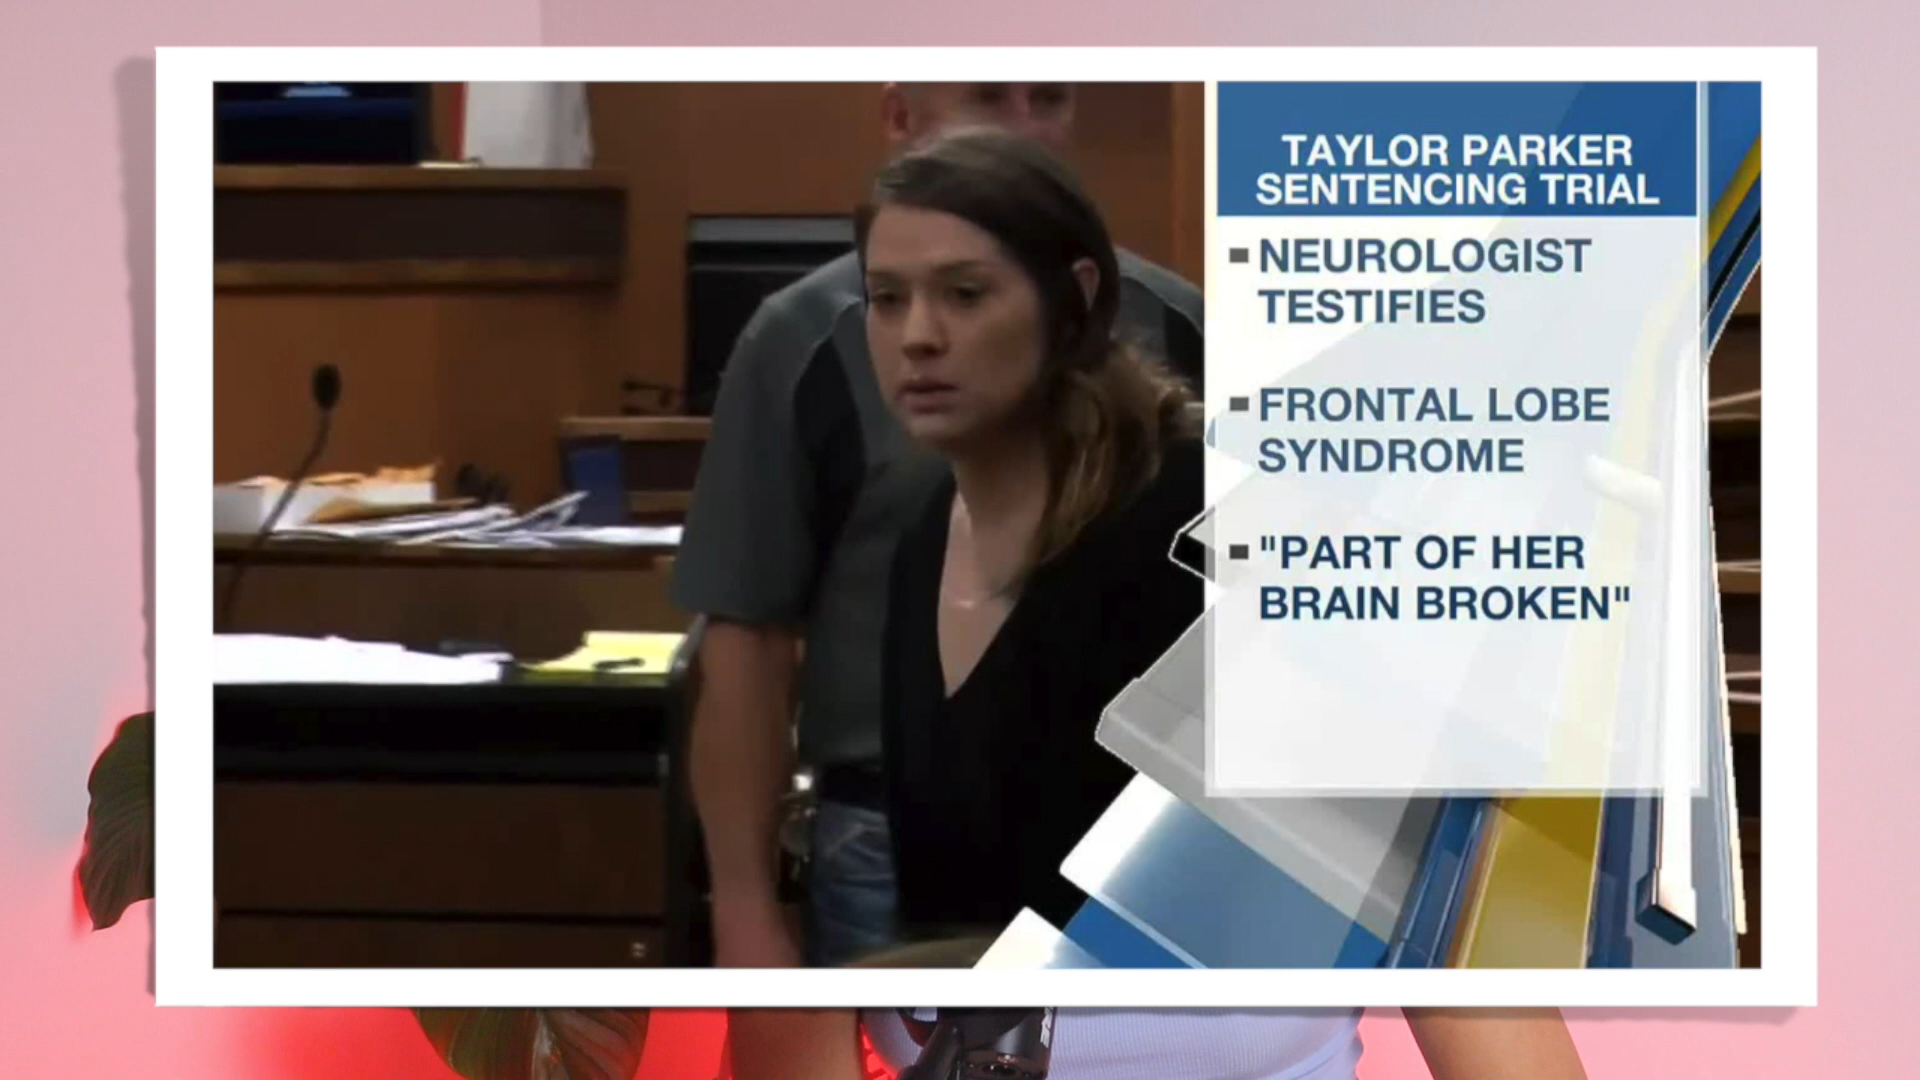 TAYLOR PARKER
SENTENCING TRIAL
NEUROLOGIST
TESTIFIES
FRONTAL LOBE
SYNDROME
"PART OF HER
BRAIN BROKEN"